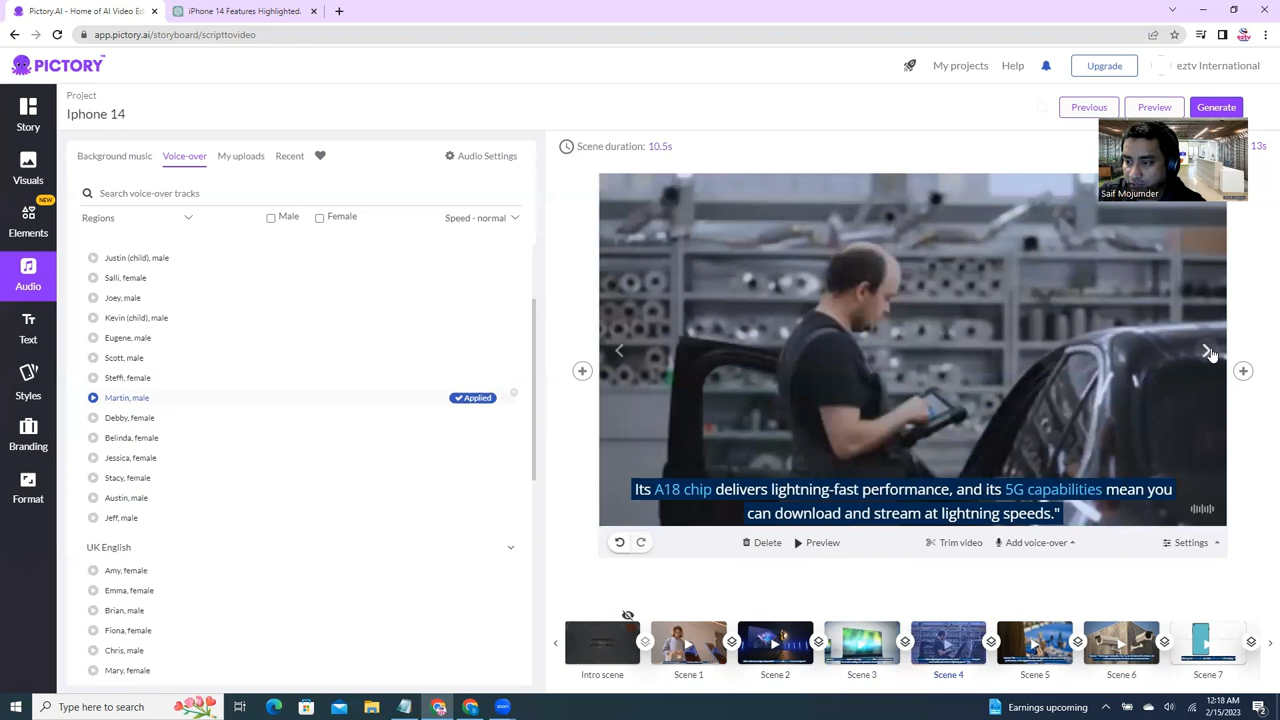 Pictory.AI - Home of AI Video Ed
iPhone 14 Features Highlighted.
app.pictory.ai/storyboard/scripttovideo
PICTORY
My projects
Help
Upgrade
eztv International
Project
Iphone 14
Previous
Preview
Generate
Story
Visuals
NEW
Elements
Audio
Text
Styles
Branding
Format
Background music
Voice-over
My uploads
Recent
Audio Settings
Search voice-over tracks
Regions
Male
Female
Speed - normal
Justin (child), male
Salli, female
Joey, male
Kevin (child), male
Eugene, male
Scott, male
Steffi, female
Martin, male
Applied
Debby, female
Belinda, female
Jessica, female
Stacy, female
Austin, male
Jeff, male
UK English
Amy, female
Emma, female
Brian, male
Fiona, female
Chris, male
Mary, female
Scene duration: 10.5s
13s
Saif Mojumder
Its A18 chip delivers lightning-fast performance, and its 5G capabilities mean you
can download and stream at lightning speeds."
Delete
Preview
Trim video
Add voice-over
Settings
Intro scene
Scene 1
Scene 2
Scene 3
Scene 4
Scene 5
Scene 6
Scene 7
Type here to search
Earnings upcoming
12:18 AM
2/15/2023
2